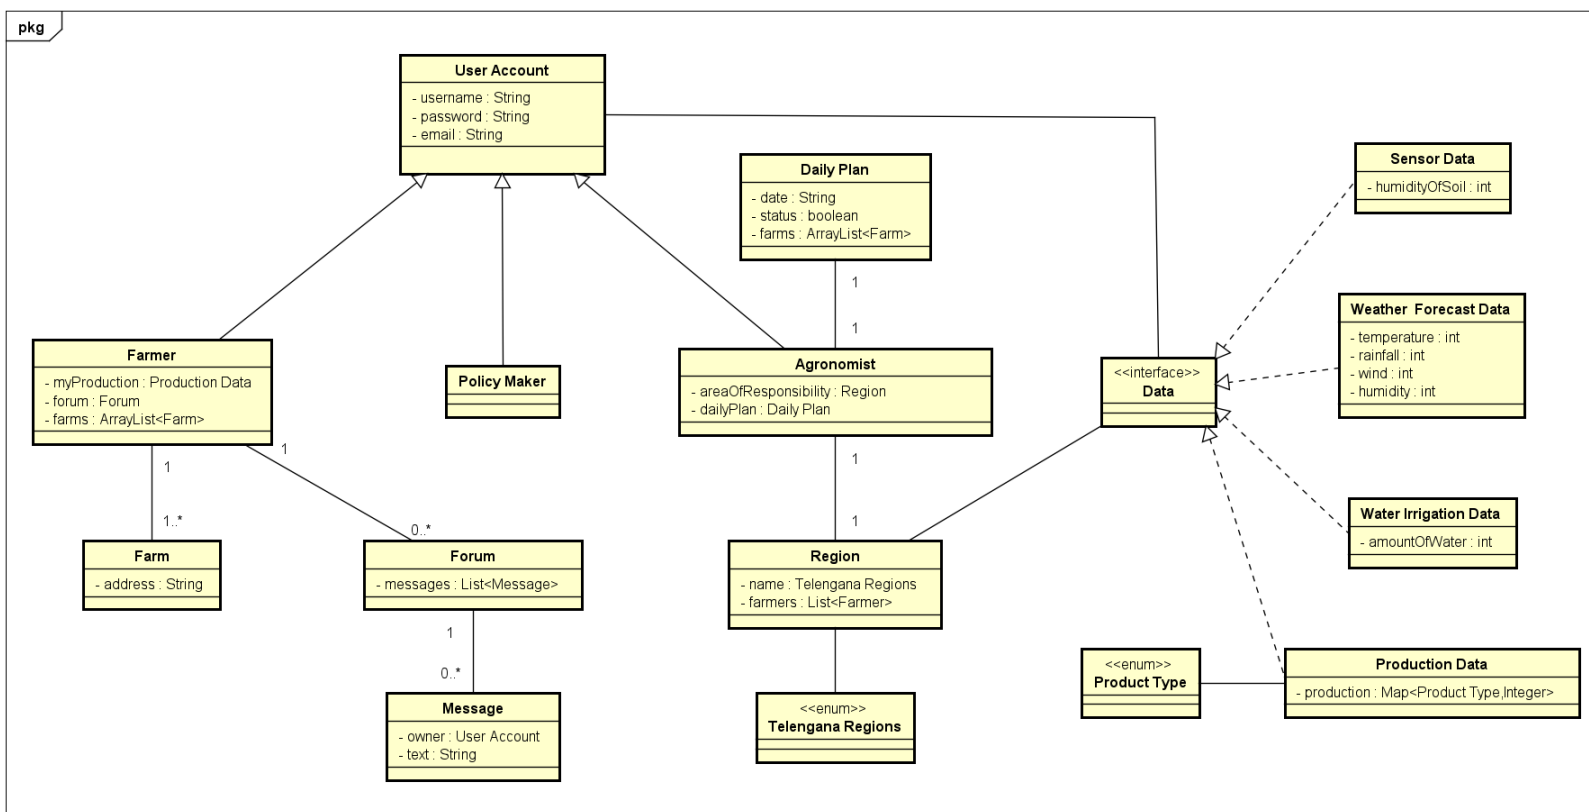 pkg
User Account
- username : String
- password : String
- email : String
Daily Plan
- date : String
- status : boolean
- farms : ArrayList<Farm>
1
1
Sensor Data
- humidityOfSoil : int
Weather  Forecast Data
- temperature : int
- rainfall : int
- wind : int
- humidity : int
Farmer
- myProduction : Production Data
- forum : Forum
- farms : ArrayList<Farm>
1
1
1..*
0..*
Policy Maker
Agronomist
- areaOfResponsibility : Region
- dailyPlan : Daily Plan
1
1
<<interface>>
Data
Water Irrigation Data
- amountOfWater : int
Farm
- address : String
Forum
- messages : List<Message>
1
0..*
Region
- name : Telengana Regions
- farmers : List<Farmer>
<<enum>>
Product Type
Production Data
- production : Map<Product Type,Integer>
Message
- owner : User Account
- text : String
<<enum>>
Telengana Regions